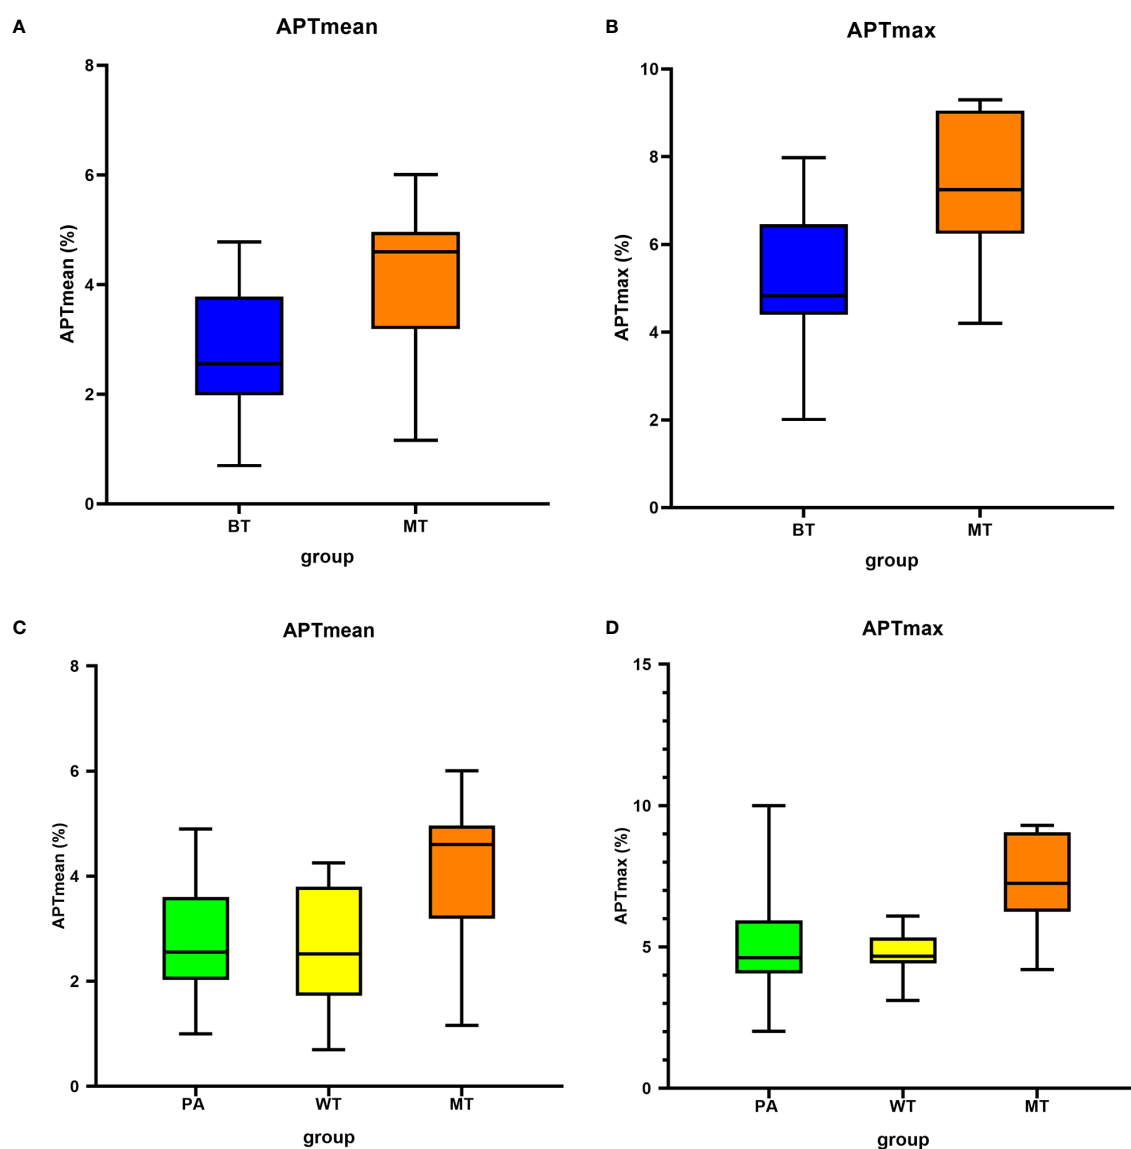 A
APTmean
APTmean (%)
8
6
4
2
0
BT MT
group
B
APTmax
APTmax (%)
10
8
6
4
2
0
BT MT
group
C
APTmean
APTmean (%)
8
6
4
2
0
PA WT MT
group
D
APTmax
APTmax (%)
15
10
5
0
PA WT MT
group